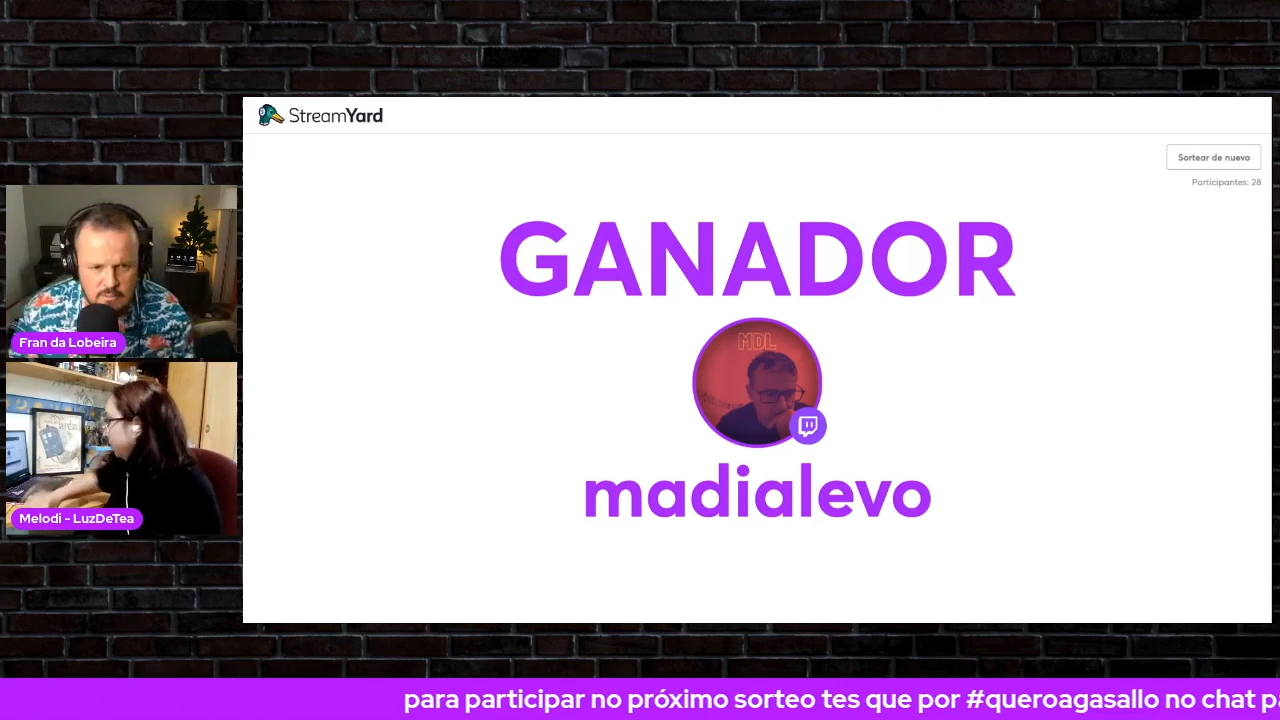 StreamYard
Sortear de nuevo
Participantes: 28
GANADOR
MDL
madialevo
Fran da Lobeira
Melodi - LuzDeTea
para participar no próximo sorteo tes que por #queroagasallo no chat